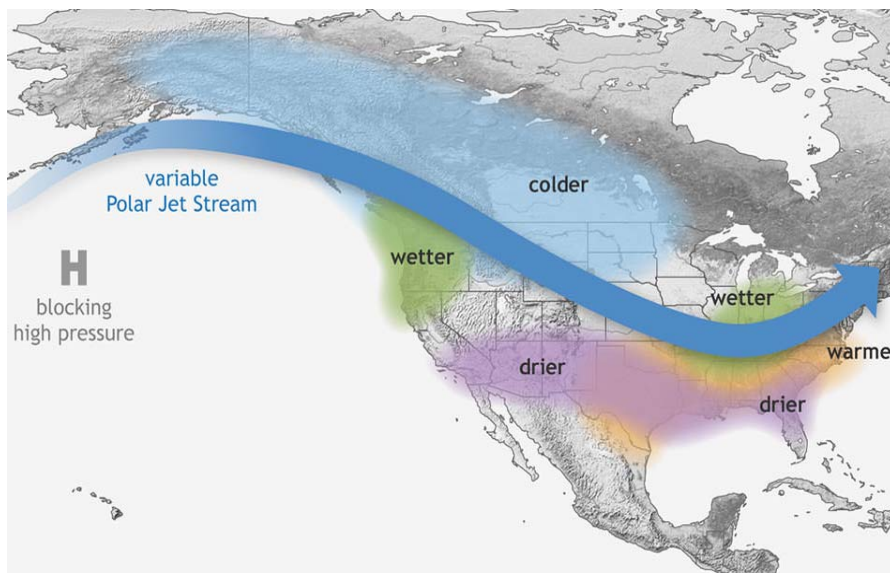 variable
Polar Jet Stream
colder
H
blocking
high pressure
wetter
wetter
warme
drier
drier